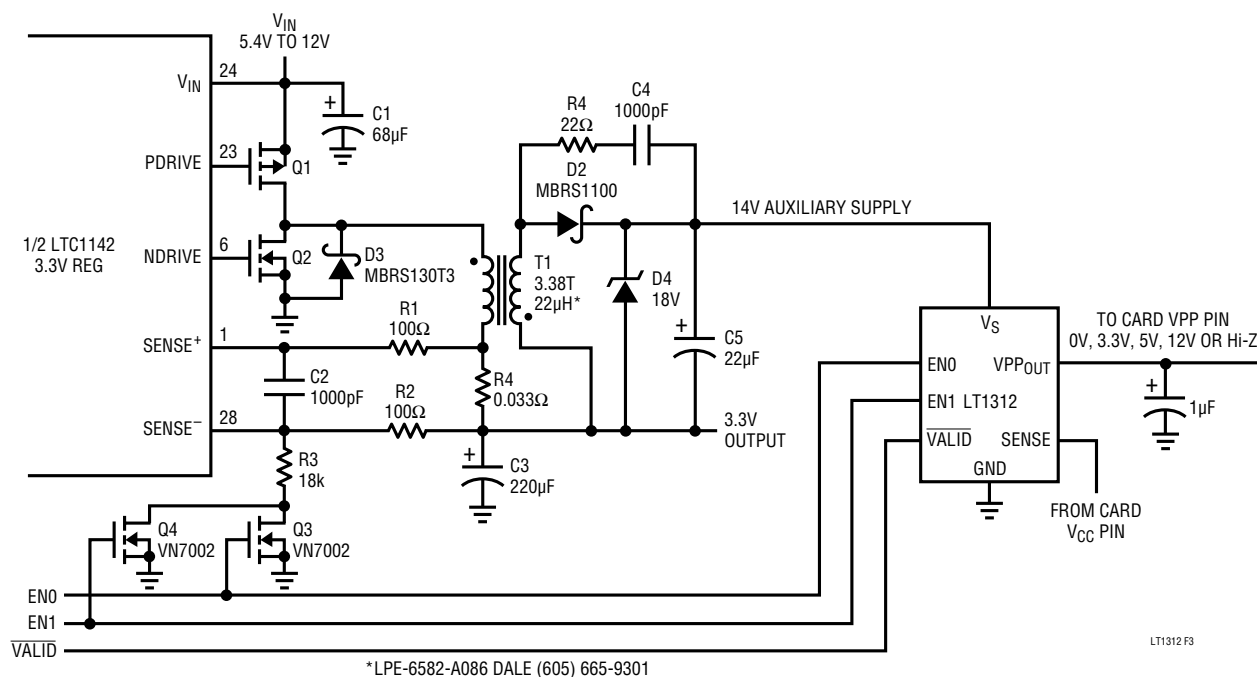 VIN
5.4V TO 12V
24
VIN
C1
68µF
+
PDRIVE
23
Q1
1/2 LTC1142
3.3V REG
NDRIVE
6
Q2
D3
MBRS130T3
R4
22Ω
C4
1000pF
D2
MBRS1100
14V AUXILIARY SUPPLY
T1
3.38T
22µH*
D4
18V
+
C5
22µF
SENSE+
1
R1
100Ω
C2
1000pF
R2
100Ω
R4
0.033Ω
SENSE–
28
3.3V
OUTPUT
R3
18k
+
C3
220µF
Q4
VN7002
Q3
VN7002
VS
EN0
VPPOUT
EN1 LT1312
VALID
SENSE
GND
TO CARD VPP PIN
0V, 3.3V, 5V, 12V OR Hi-Z
+
1µF
FROM CARD
VCC PIN
EN0
EN1
VALID
LT1312 F3
*LPE-6582-A086 DALE (605) 665-9301